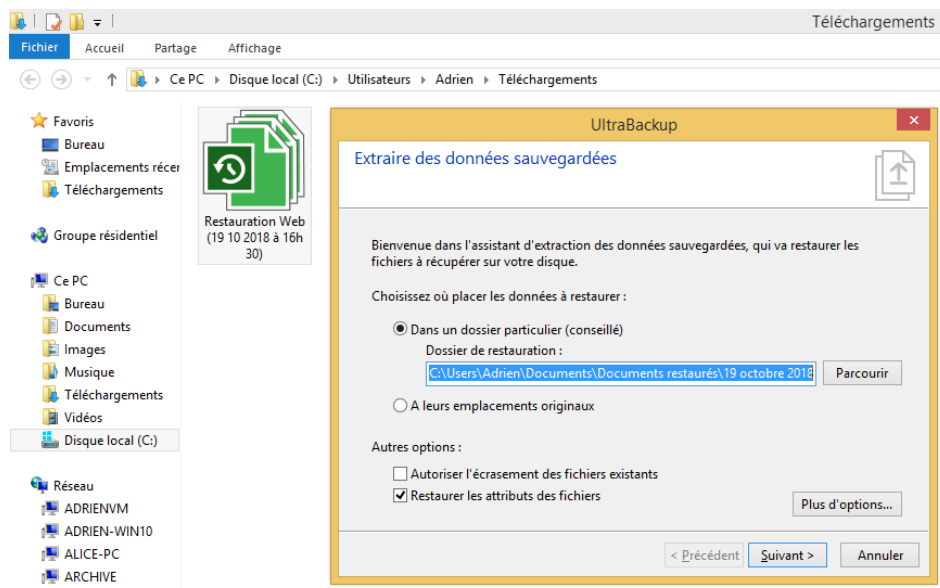 Téléchargements
Fichier Accueil Partage Affichage
Ce PC Disque local (C:) Utilisateurs Adrien Téléchargements
Favoris
Bureau
Emplacements récer
Téléchargements
Groupe résidentiel
Ce PC
Bureau
Documents
Images
Musique
Téléchargements
Vidéos
Disque local (C:)
Réseau
ADRIENVM
ADRIEN-WIN10
ALICE-PC
ARCHIVE
Restauration Web
(19 10 2018 à 16h
30)
UltraBackup
Extraire des données sauvegardées
Bienvenue dans l'assistant d'extraction des données sauvegardées, qui va restaurer les
fichiers à récupérer sur votre disque.
Choisissez où placer les données à restaurer :
Dans un dossier particulier (conseillé)
Dossier de restauration :
C:\Users\Adrien\Documents\Documents restaurés\19 octobre 2018 Parcourir
A leurs emplacements originaux
Autres options :
Autoriser l'écrasement des fichiers existants
Restaurer les attributs des fichiers
Plus d'options...
< Précédent Suivant > Annuler